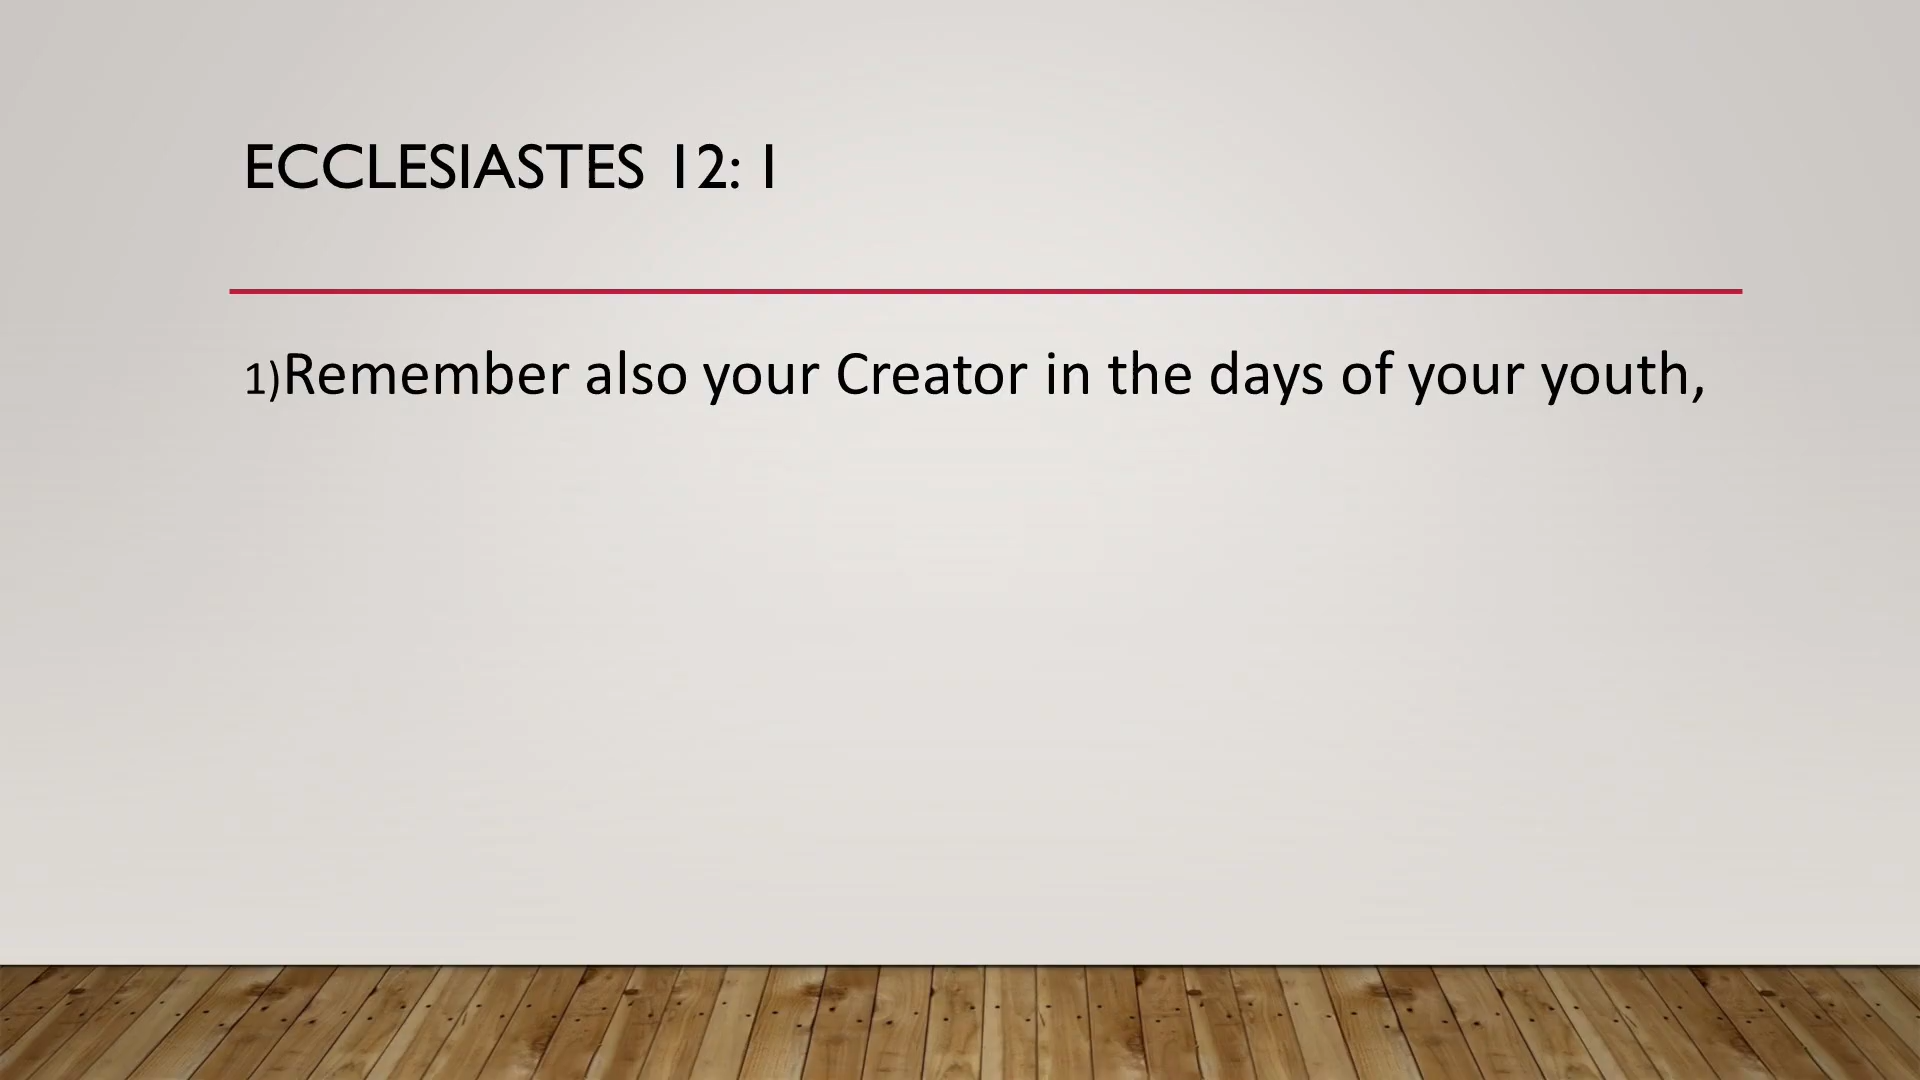 ECCLESIASTES 12: 1
1)Remember also your Creator in the days of your youth,